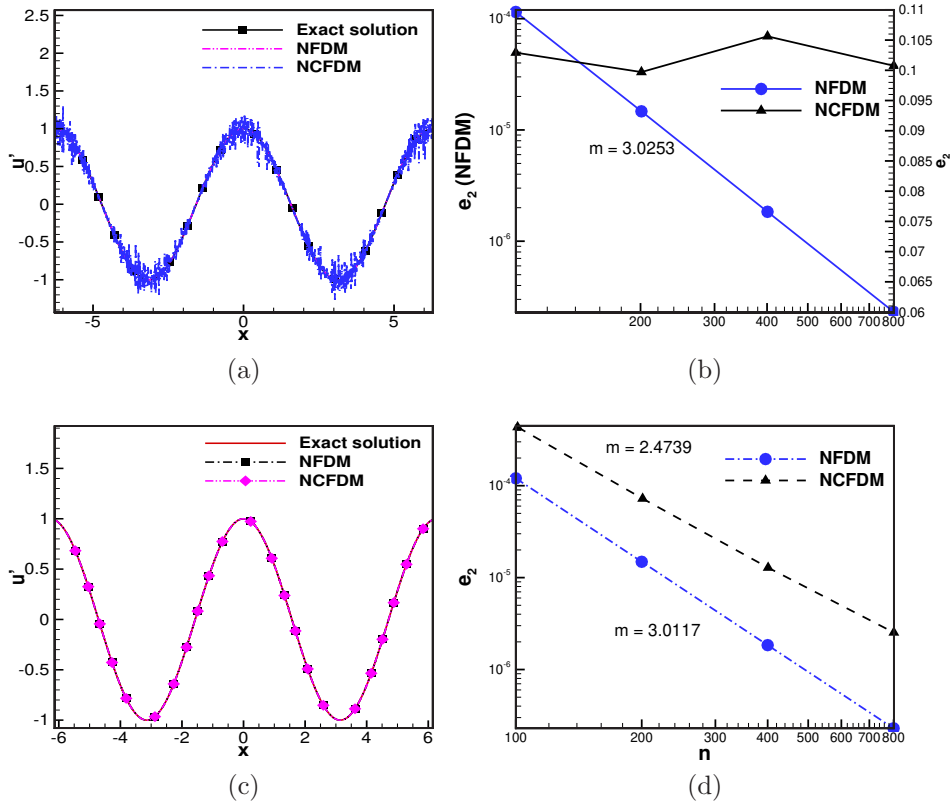 2.5
2
1.5
1
0.5
0
-0.5
-1
u'
-5
0
5
x
Exact solution
NFDM
NCFDM
(a)
10-4
10-5
10-6
e2 (NFDM)
0.11
0.105
0.1
0.095
0.09
0.085
0.08
0.075
0.07
0.065
0.06
e2
NFDM
NCFDM
m = 3.0253
200
300
400
500
600
700
800
(b)
1.5
1
0.5
0
-0.5
-1
u'
-6
-4
-2
0
2
4
6
x
Exact solution
NFDM
NCFDM
(c)
10-4
10-5
10-6
e2
m = 2.4739
NFDM
NCFDM
m = 3.0117
100
200
300
400
500
600
700
800
n
(d)